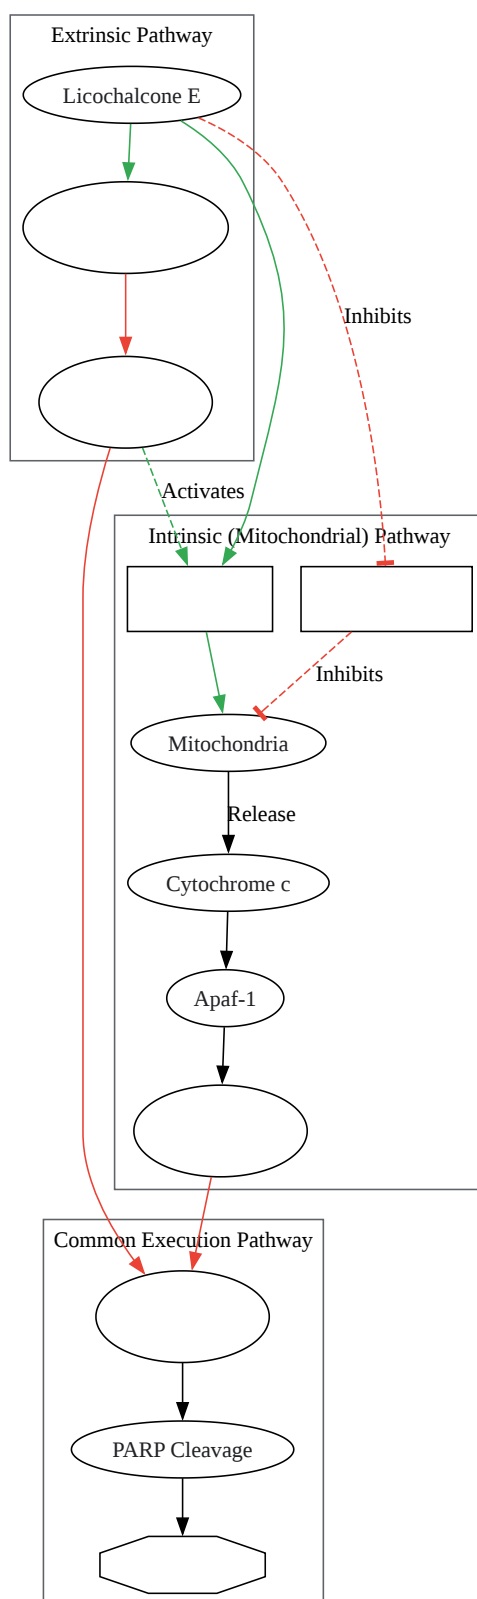 Extrinsic Pathway
Licochalcone E
Inhibits
Activates
Intrinsic (Mitochondrial) Pathway
Inhibits
Mitochondria
Release
Cytochrome c
Apaf-1
Common Execution Pathway
PARP Cleavage